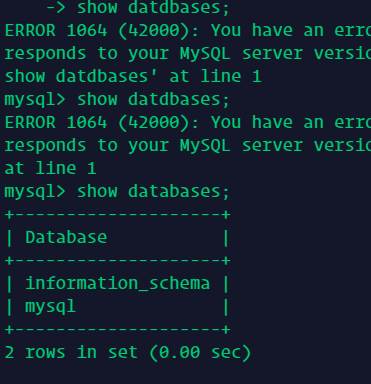 -> show datdbases;
ERROR 1064 (42000): You have an erro
responds to your MySQL server versio
show datdbases' at line 1
mysql> show datdbases;
ERROR 1064 (42000): You have an erro
responds to your MySQL server versio
at line 1
mysql> show databases;
+--------------------+
| Database           |
+--------------------+
| information_schema |
| mysql              |
+--------------------+
2 rows in set (0.00 sec)